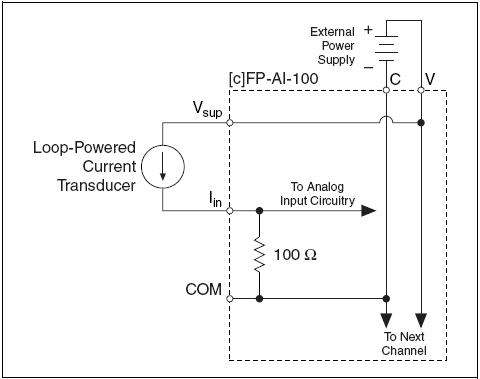 External
Power
Supply
+
–
[c]FP-AI-100
C
V
Vsup
Loop-Powered
Current
Transducer
Iin
To Analog
Input Circuitry
100 Ω
COM
To Next
Channel